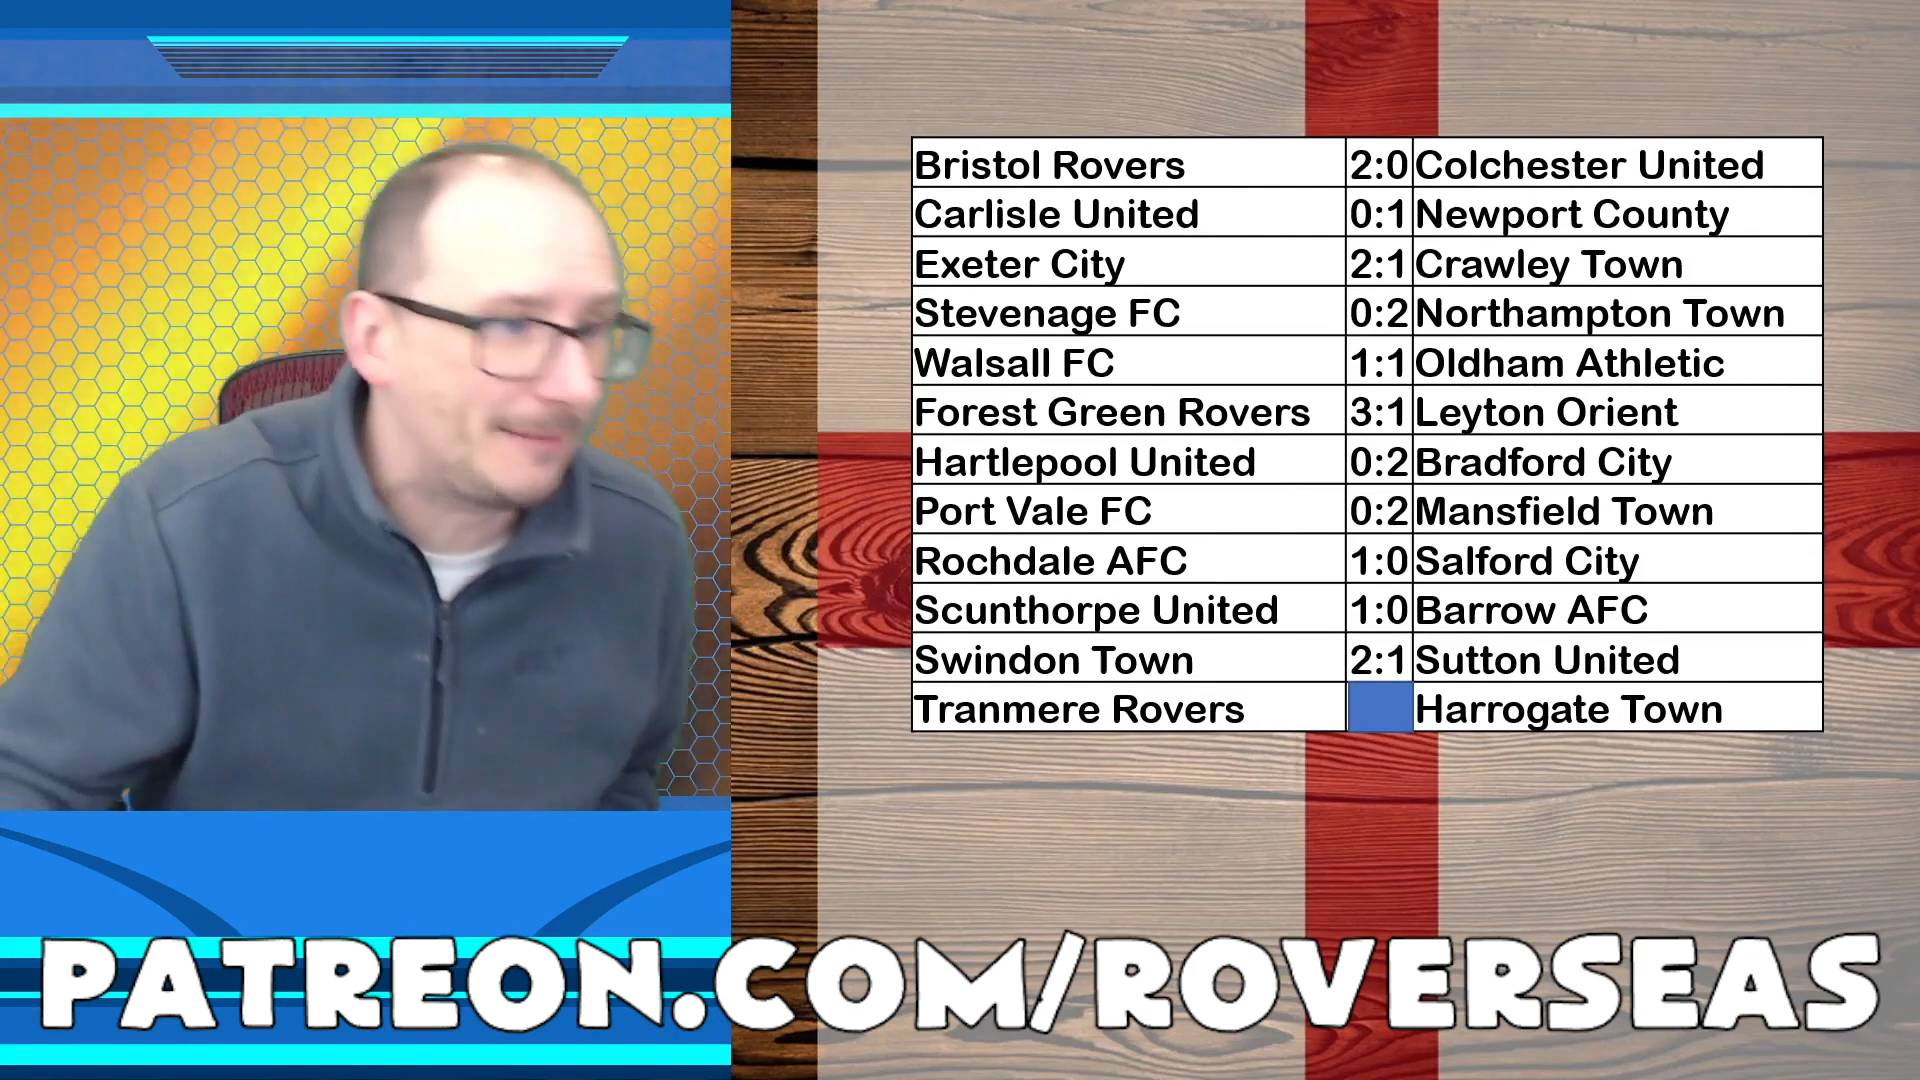 Bristol Rovers 2:0 Colchester United
Carlisle United 0:1 Newport County
Exeter City 2:1 Crawley Town
Stevenage FC 0:2 Northampton Town
Walsall FC 1:1 Oldham Athletic
Forest Green Rovers 3:1 Leyton Orient
Hartlepool United 0:2 Bradford City
Port Vale FC 0:2 Mansfield Town
Rochdale AFC 1:0 Salford City
Scunthorpe United 1:0 Barrow AFC
Swindon Town 2:1 Sutton United
Tranmere Rovers Harrogate Town
PATREON.COM/ROVERSEAS